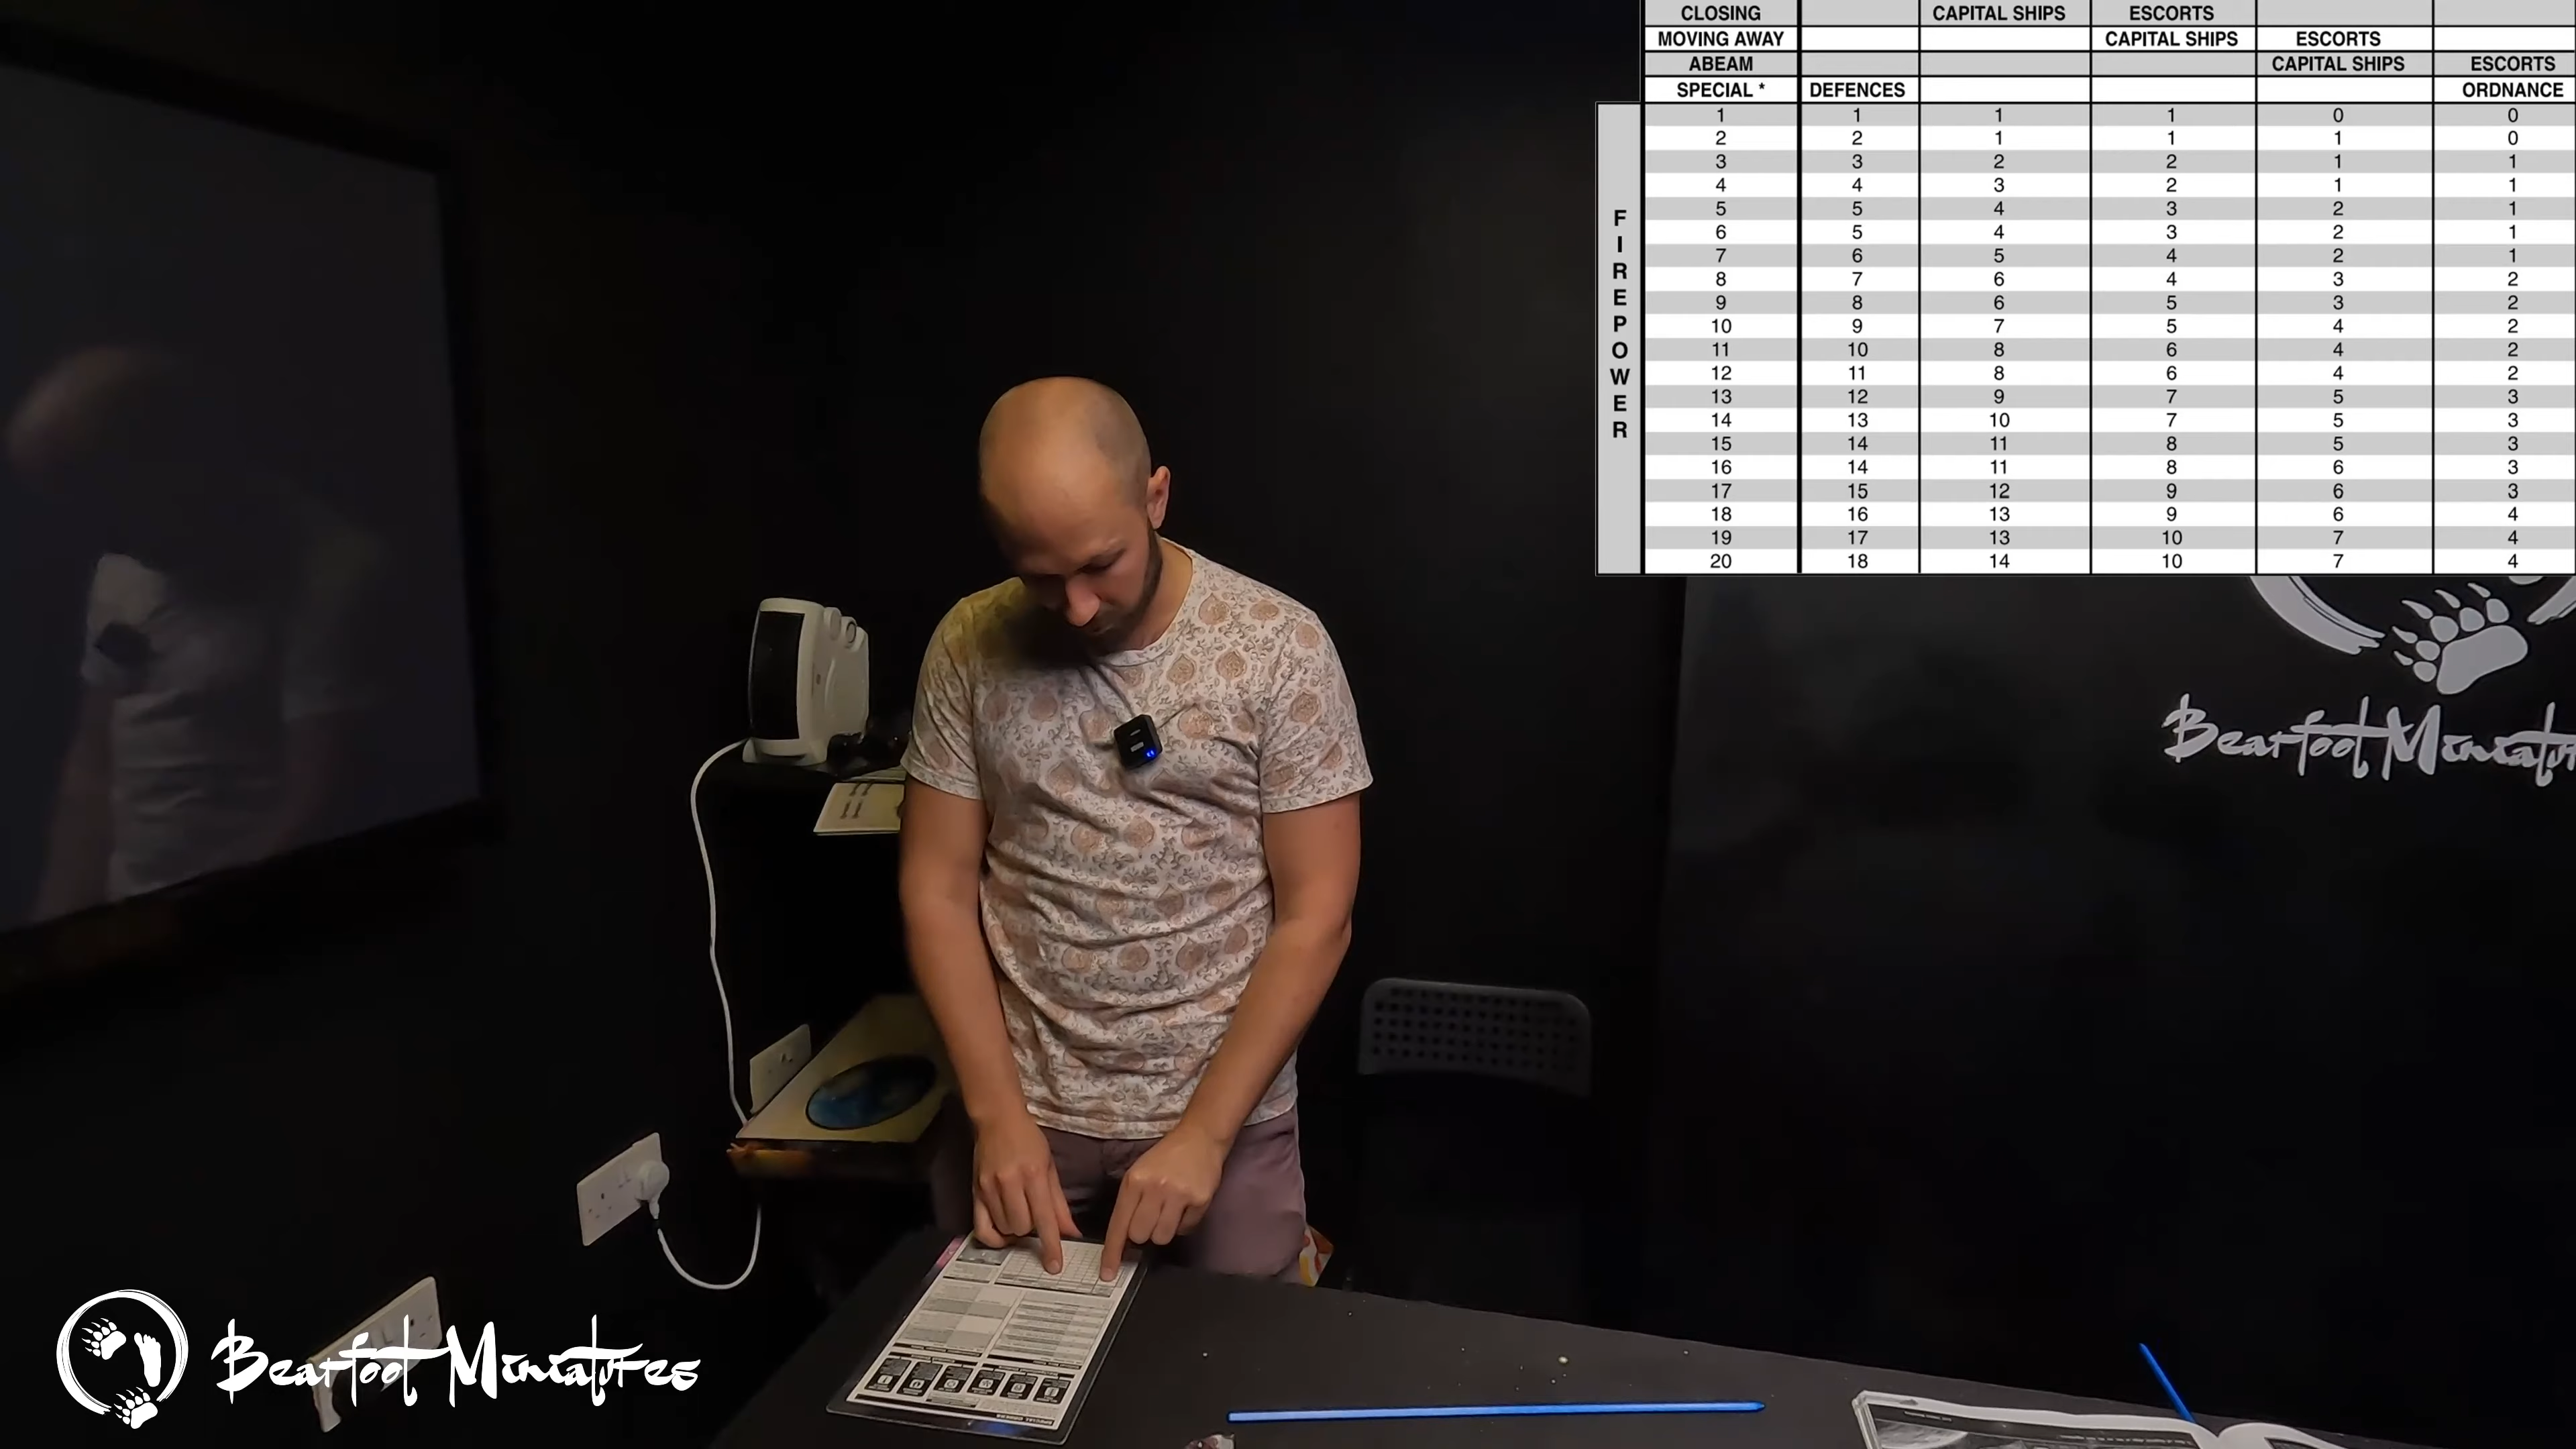 CLOSING CAPITAL SHIPS ESCORTS
MOVING AWAY CAPITAL SHIPS ESCORTS
ABEAM CAPITAL SHIPS ESCORTS
SPECIAL * DEFENCES ORDNANCE
FIREPOWER
1 1 1 1 0 0
2 2 1 1 1 0
3 3 2 2 1 1
4 4 3 2 1 1
5 5 4 3 2 1
6 5 4 3 2 1
7 6 5 4 2 1
8 7 6 4 3 2
9 8 6 5 3 2
10 9 7 5 4 2
11 10 8 6 4 2
12 11 8 6 4 2
13 12 9 7 5 3
14 13 10 7 5 3
15 14 11 8 5 3
16 14 11 8 6 3
17 15 12 9 6 3
18 16 13 9 6 4
19 17 13 10 7 4
20 18 14 10 7 4
Bearfoot Miniatur
Bearfoot Miniatures